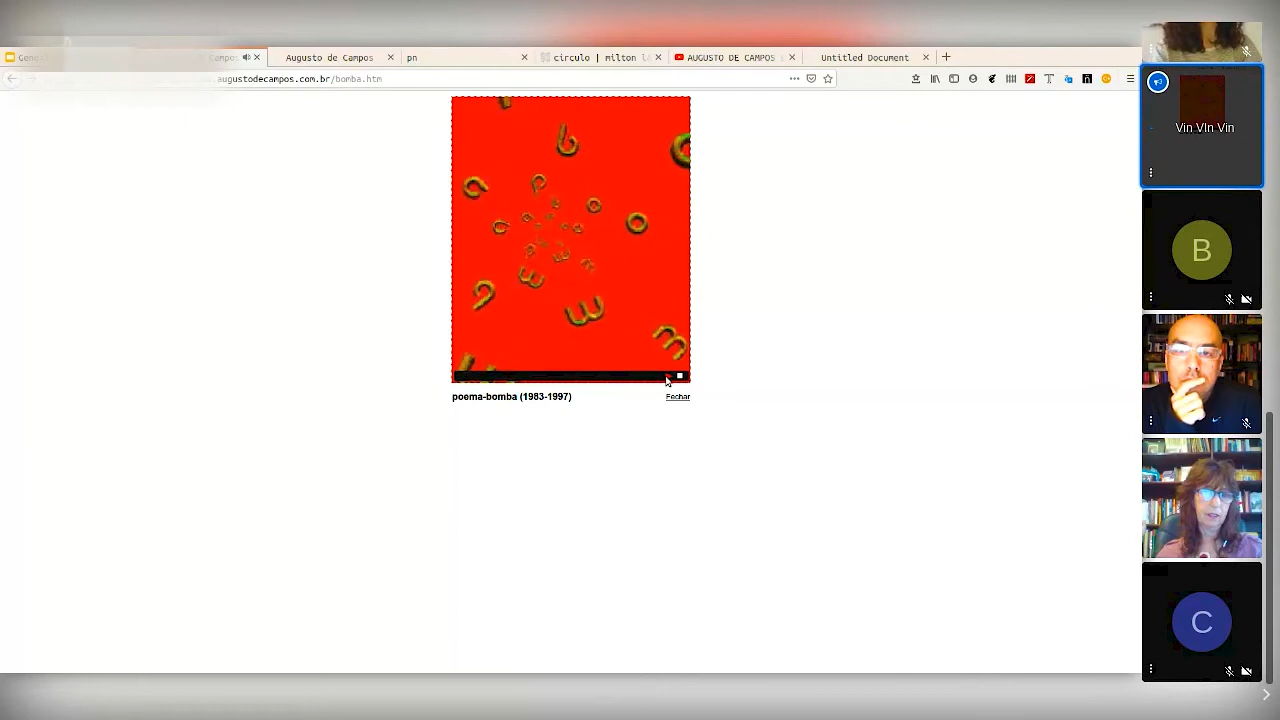 Campos
Augusto de Campos
pn
circulo | milton l
AUGUSTO DE CAMPOS
Untitled Document
augustodecampos.com.br/bomba.htm
poema-bomba (1983-1997)
Fechar
Vin VIn Vin
B
C